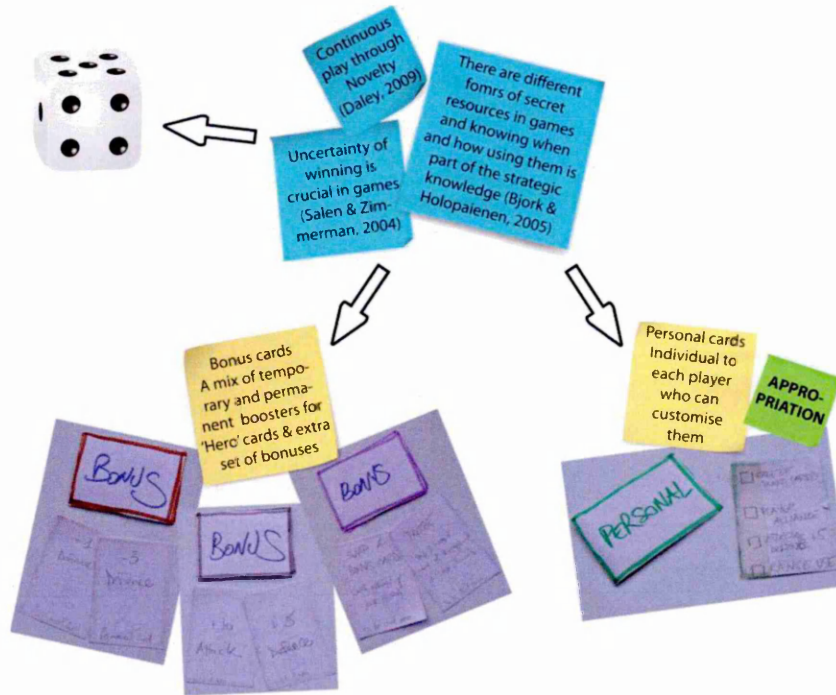 Continuous
play through
Novelty
(Daley, 2009)
There are different
fomrs of secret
resources in games
and knowing when
and how using them is
part of the strategic
knowledge (Bjork &
Holopaienen, 2005)
Uncertainty of
winning is
crucial in games
(Salen & Zim-
merman, 2004)
Bonus cards
A mix of tempo-
rary and perma-
nent boosters for
'Hero' cards & extra
set of bonuses
Personal cards
Individual to
each player
who can
customise
them
APPRO-
PRIATION
BONUS
BONUS
BONUS
PERSONAL
-3
Defence
Attack